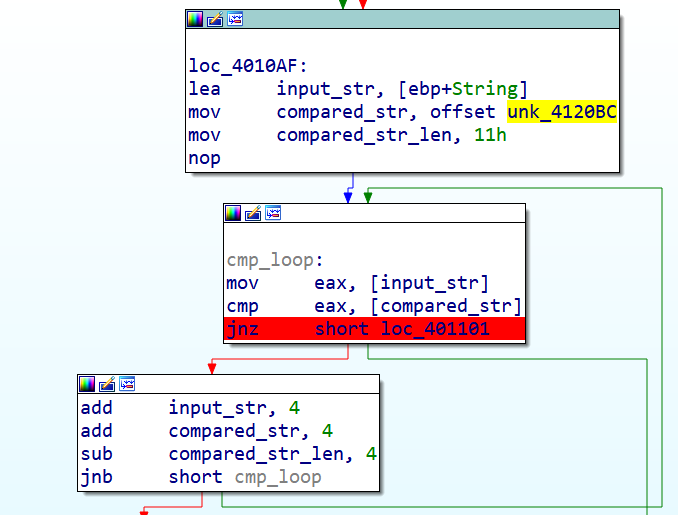 loc_4010AF:
lea input_str, [ebp+String]
mov compared_str, offset unk_4120BC
mov compared_str_len, 11h
nop
cmp_loop:
mov eax, [input_str]
cmp eax, [compared_str]
jnz short loc_401101
add input_str, 4
add compared_str, 4
sub compared_str_len, 4
jnb short cmp_loop